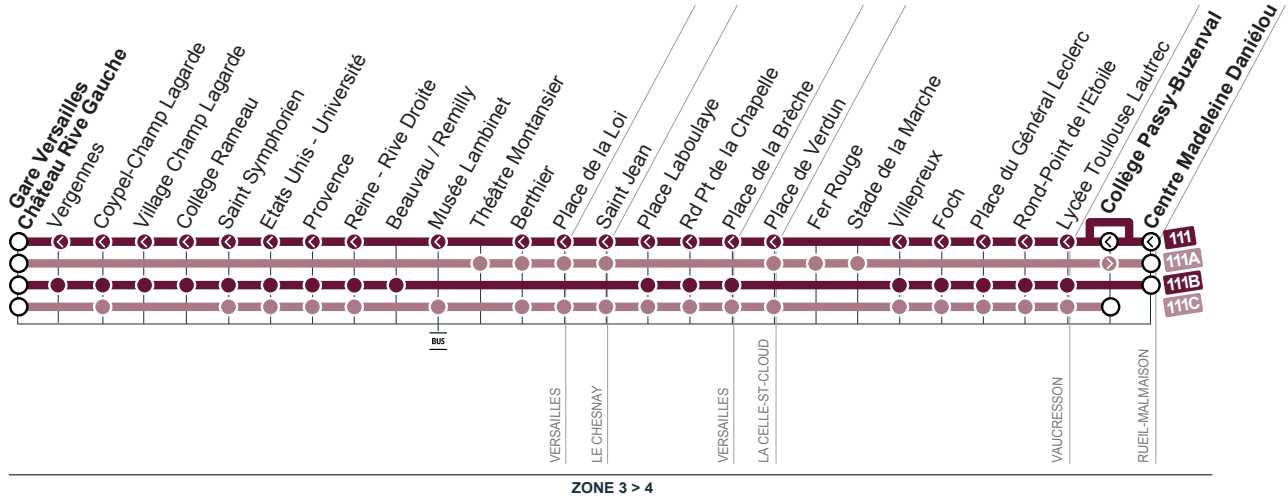 Gare Versailles
Château Rive Gauche
Vergennes
Coypel-Champ Lagarde
Village Champ Lagarde
Collège Rameau
Saint Symphorien
Etats Unis - Université
Provence
Reine - Rive Droite
Beauvau / Remilly
Musée Lambinet
Théâtre Montansier
Berthier
Place de la Loi
Saint Jean
Place Laboulaye
Rd Pt de la Chapelle
Place de la Brèche
Place de Verdun
Fer Rouge
Stade de la Marche
Villepreux
Foch
Place du Général Leclerc
Rond-Point de l'Etoile
Lycée Toulouse Lautrec
Collège Passy-Buzenval
Centre Madeleine Daniélou
111
111A
111B
111C
BUS
VERSAILLES
LE CHESNAY
VERSAILLES
LA CELLE-ST-CLOUD
VAUCRESSON
RUEIL-MALMAISON
ZONE 3 > 4